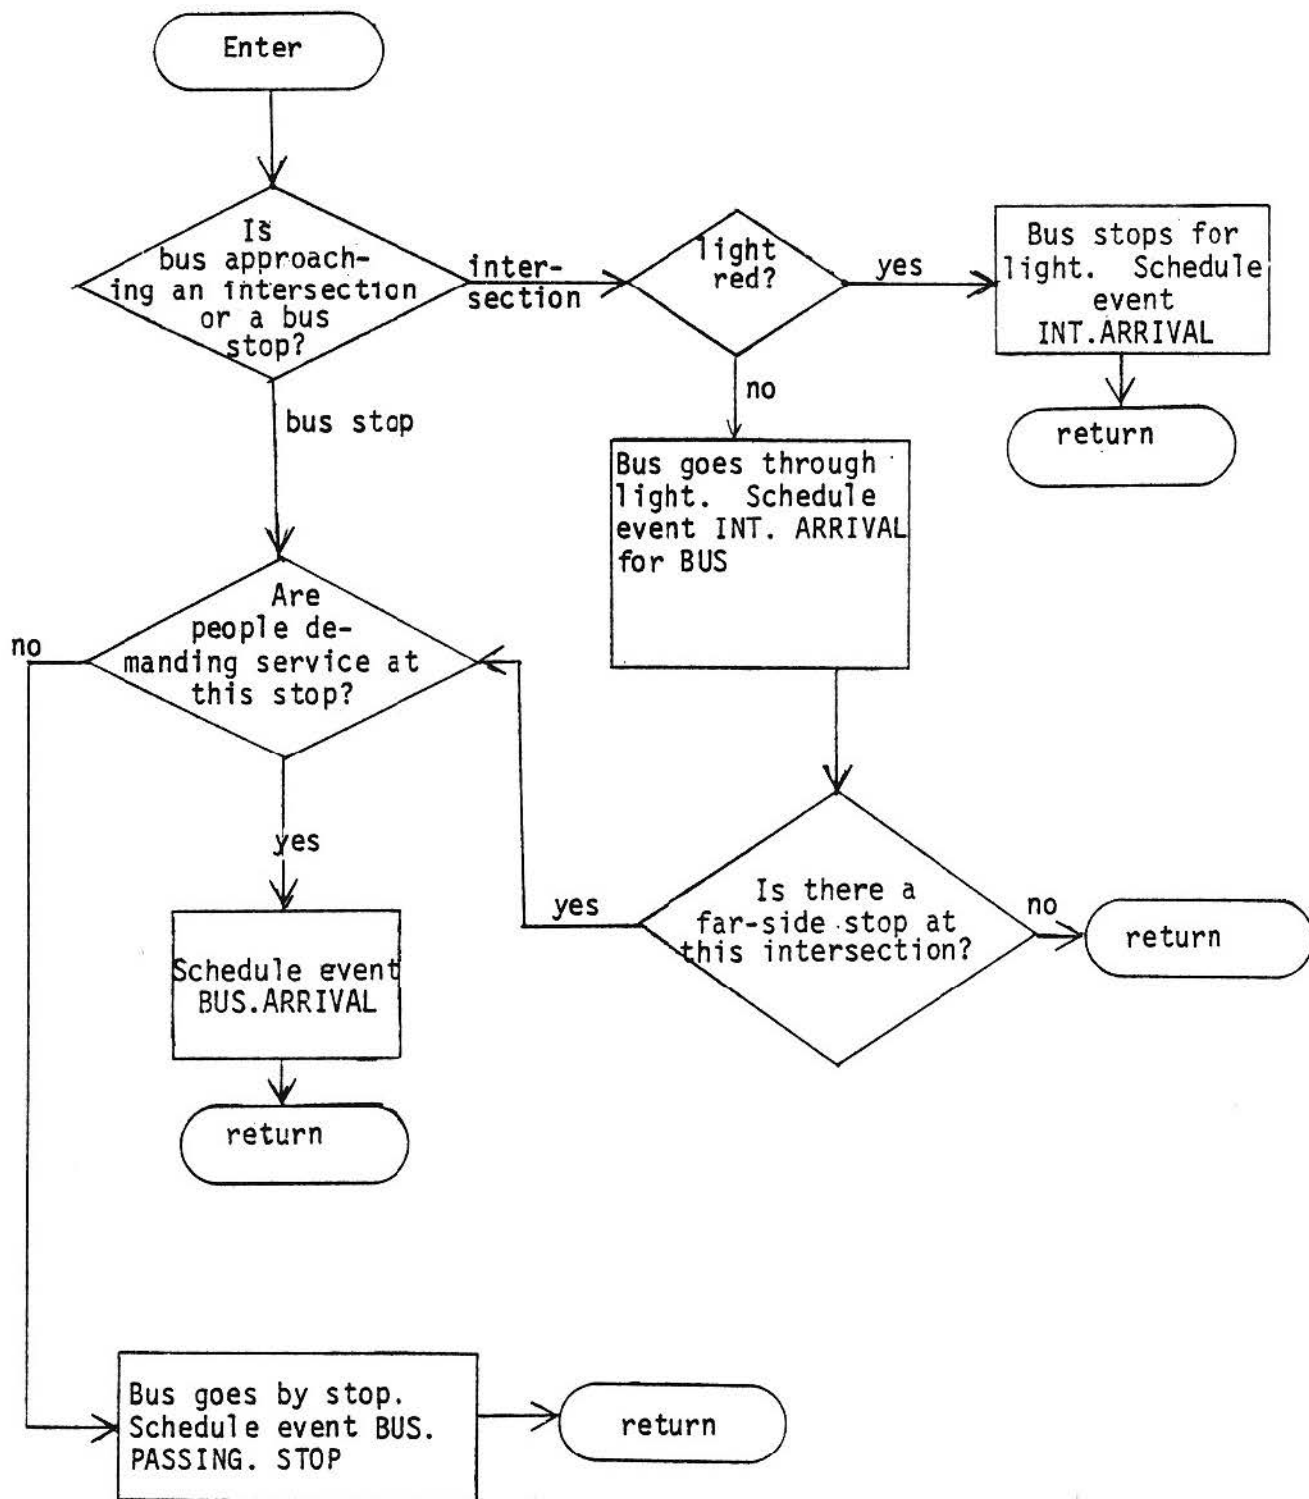 Enter
Is
bus approach-
ing an intersection
or a bus
stop?
inter-
section
light
red?
yes
Bus stops for
light. Schedule
event
INT.ARRIVAL
return
no
bus stop
Bus goes through
light. Schedule
event INT. ARRIVAL
for BUS
Are
people de-
manding service at
this stop?
no
yes
Schedule event
BUS.ARRIVAL
return
yes
Is there a
far-side stop at
this intersection?
no
return
Bus goes by stop.
Schedule event BUS.
PASSING. STOP
return